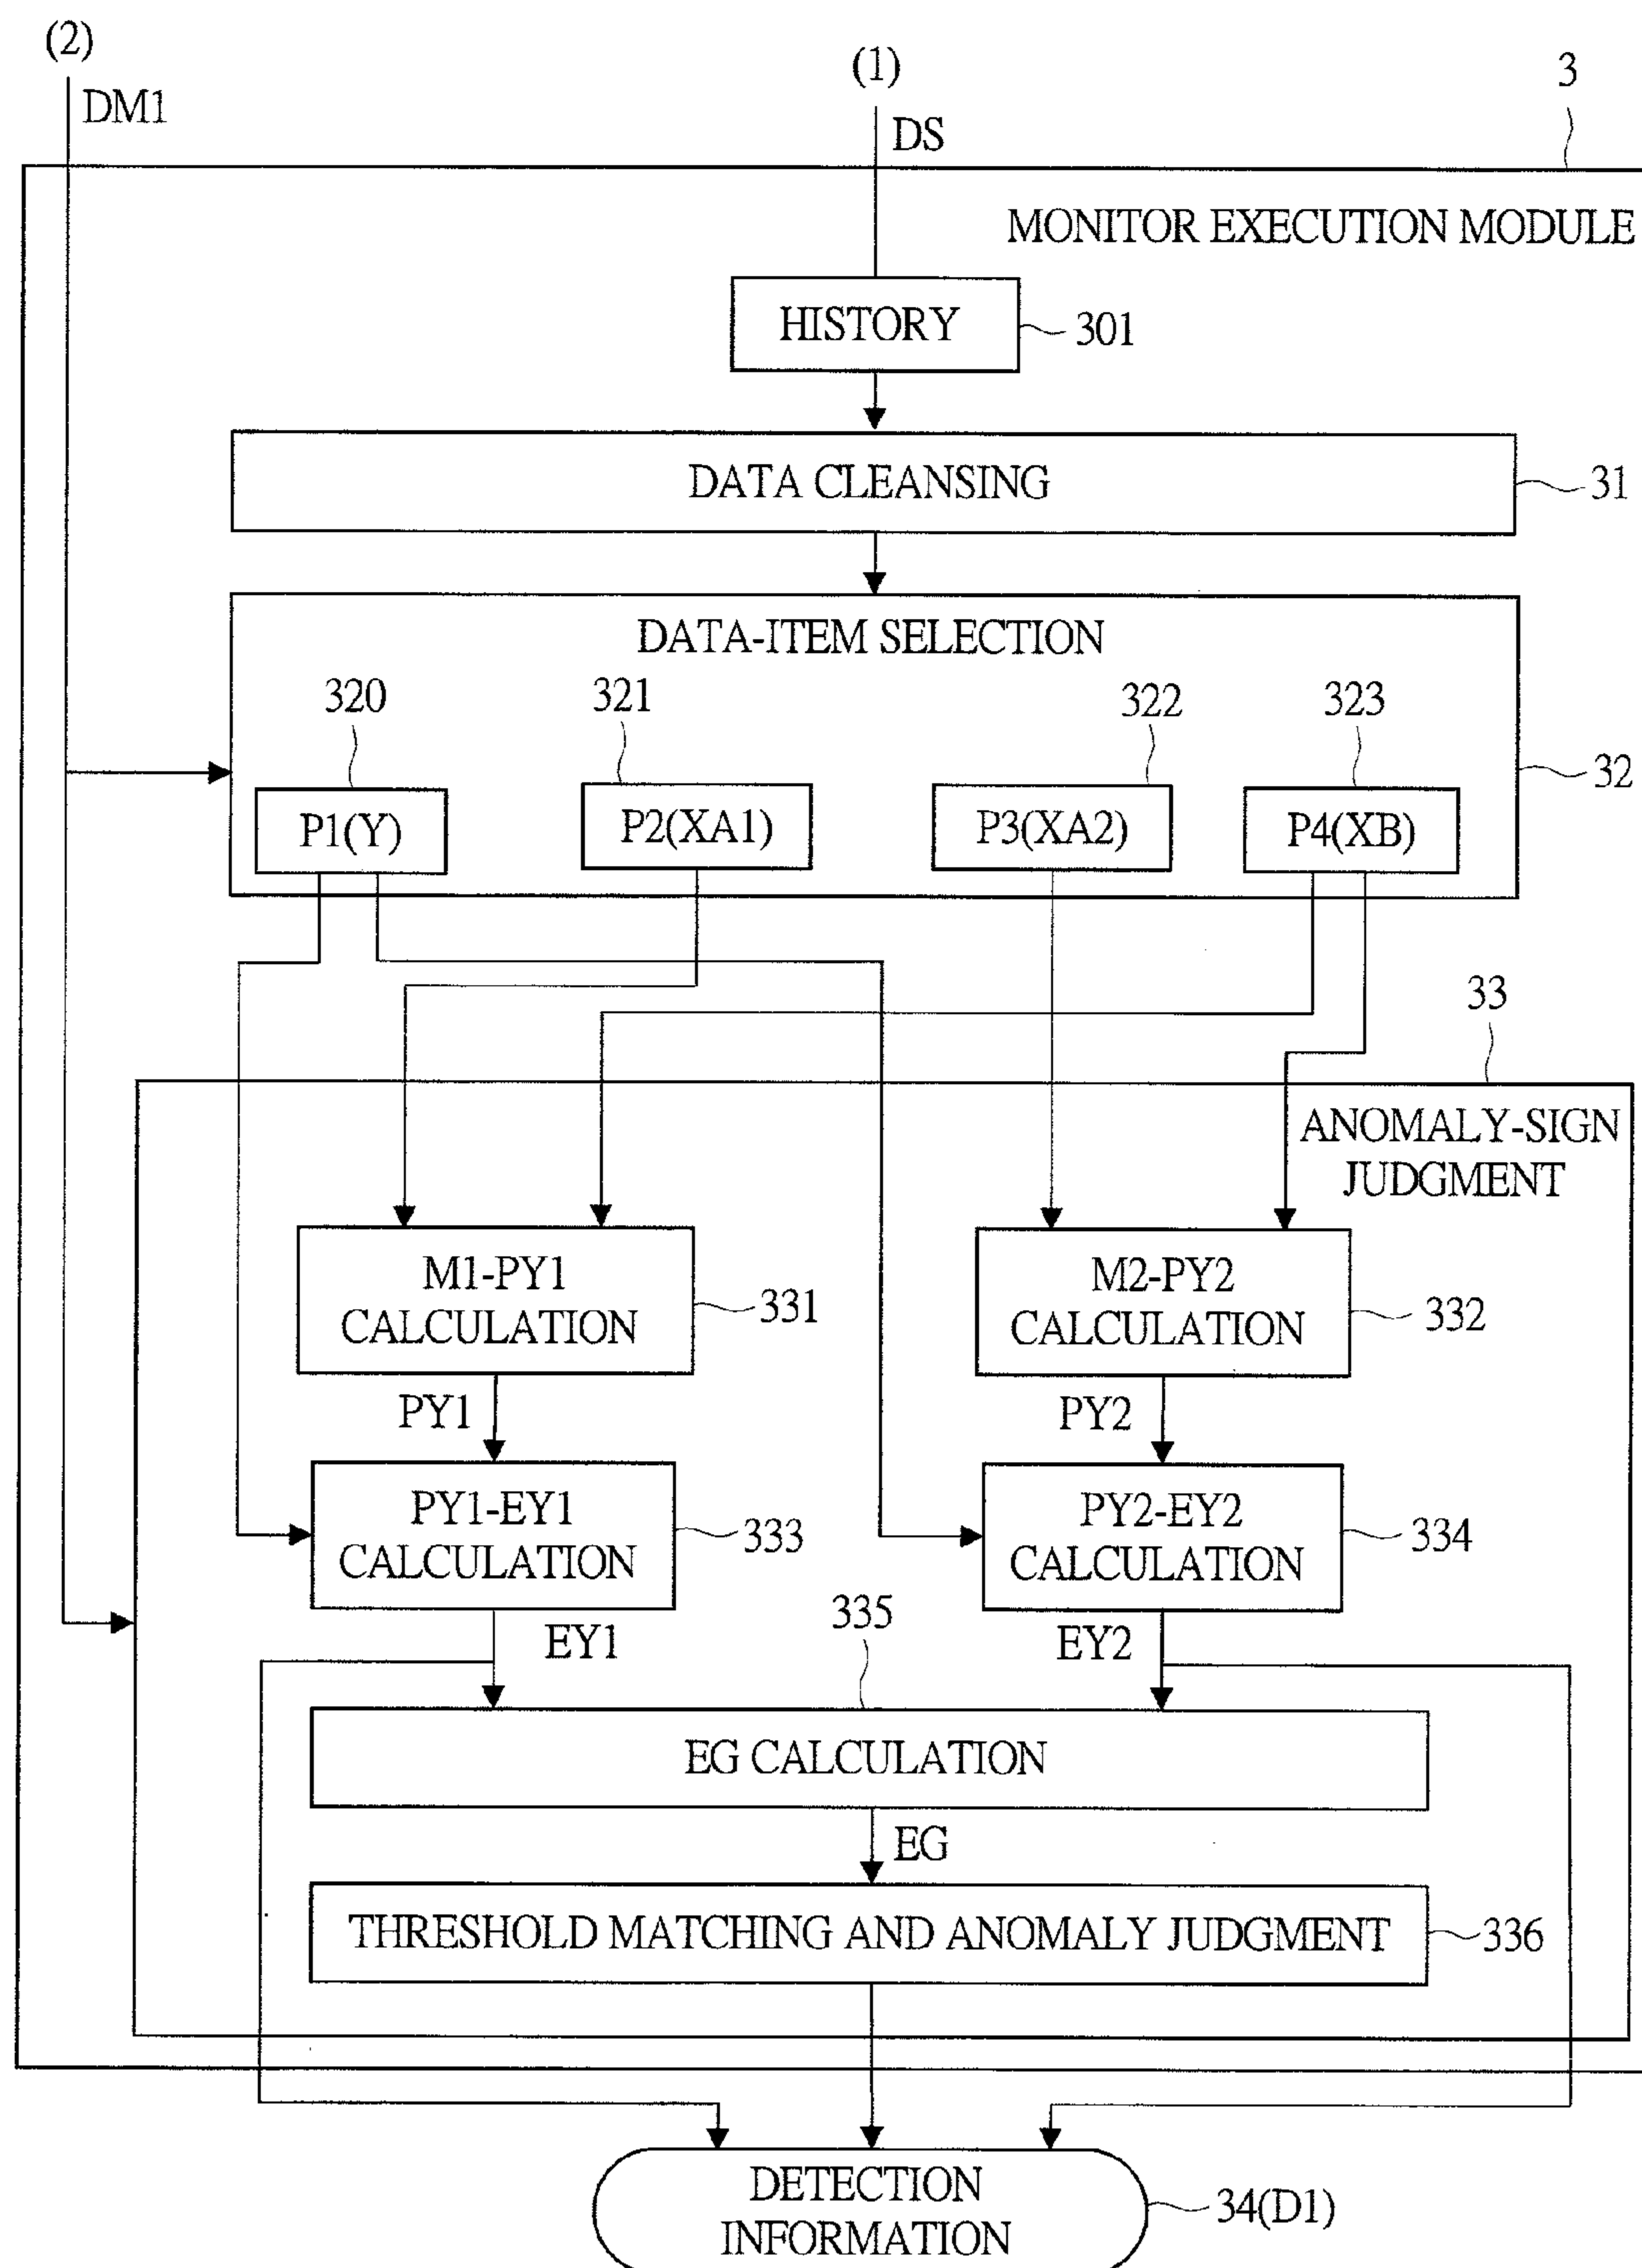 (2)
(1)
3
DM1
DS
MONITOR EXECUTION MODULE
HISTORY
301
DATA CLEANSING
31
DATA-ITEM SELECTION
320
321
322
323
32
P1(Y)
P2(XA1)
P3(XA2)
P4(XB)
33
ANOMALY-SIGN
JUDGMENT
M1-PY1
CALCULATION
331
M2-PY2
CALCULATION
332
PY1
PY2
PY1-EY1
CALCULATION
333
PY2-EY2
CALCULATION
334
335
EY1
EY2
EG CALCULATION
EG
THRESHOLD MATCHING AND ANOMALY JUDGMENT
336
DETECTION
INFORMATION
34(D1)